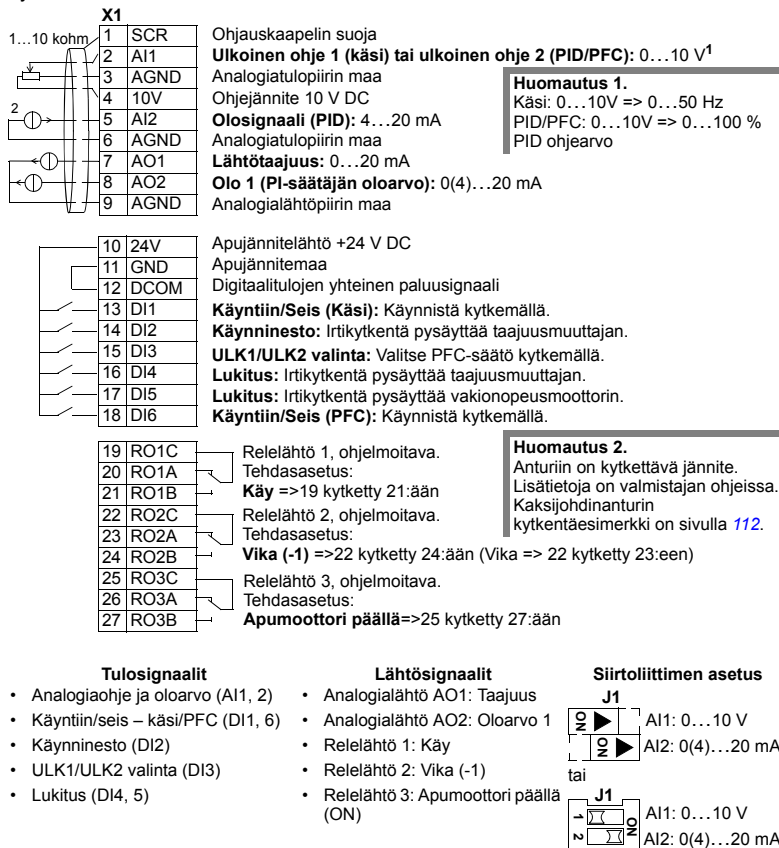 X1
1…10 kohm
1 SCR Ohjauskaapelin suoja
2 AI1 Ulkoinen ohje 1 (käsi) tai ulkoinen ohje 2 (PID/PFC): 0…10 V1
3 AGND Analogiatulopiirin maa
4 10V Ohjejännite 10 V DC
2
5 AI2 Olosignaali (PID): 4…20 mA
6 AGND Analogiatulopiirin maa
7 AO1 Lähtötaajuus: 0…20 mA
8 AO2 Olo 1 (PI-säätäjän oloarvo): 0(4)…20 mA
9 AGND Analogialähtöpiirin maa
Huomautus 1.
Käsi: 0…10V => 0…50 Hz
PID/PFC: 0…10V => 0…100 %
PID ohjearvo
10 24V Apujännitelähtö +24 V DC
11 GND Apujännitemaa
12 DCOM Digitaalitulojen yhteinen paluusignaali
13 DI1 Käyntiin/Seis (Käsi): Käynnistä kytkemällä.
14 DI2 Käynninesto: Irtikytkentä pysäyttää taajuusmuuttajan.
15 DI3 ULK1/ULK2 valinta: Valitse PFC-säätö kytkemällä.
16 DI4 Lukitus: Irtikytkentä pysäyttää taajuusmuuttajan.
17 DI5 Lukitus: Irtikytkentä pysäyttää vakionopeusmoottorin.
18 DI6 Käyntiin/Seis (PFC): Käynnistä kytkemällä.
19 RO1C Relelähtö 1, ohjelmoitava.
20 RO1A Tehdasasetus:
21 RO1B Käy =>19 kytketty 21:ään
22 RO2C Relelähtö 2, ohjelmoitava.
23 RO2A Tehdasasetus:
24 RO2B Vika (-1) =>22 kytketty 24:ään (Vika => 22 kytketty 23:een)
25 RO3C Relelähtö 3, ohjelmoitava.
26 RO3A Tehdasasetus:
27 RO3B Apumoottori päällä=>25 kytketty 27:ään
Huomautus 2.
Anturiin on kytkettävä jännite.
Lisätietoja on valmistajan ohjeissa.
Kaksijohdinanturin
kytkentäesimerkki on sivulla 112.
Tulosignaalit
• Analogiaohje ja oloarvo (AI1, 2)
• Käyntiin/seis – käsi/PFC (DI1, 6)
• Käynninesto (DI2)
• ULK1/ULK2 valinta (DI3)
• Lukitus (DI4, 5)
Lähtösignaalit
• Analogialähtö AO1: Taajuus
• Analogialähtö AO2: Oloarvo 1
• Relelähtö 1: Käy
• Relelähtö 2: Vika (-1)
• Relelähtö 3: Apumoottori päällä
(ON)
Siirtoliittimen asetus
J1
ON AI1: 0…10 V
ON AI2: 0(4)…20 mA
tai
J1
1 AI1: 0…10 V
ON
2 AI2: 0(4)…20 mA